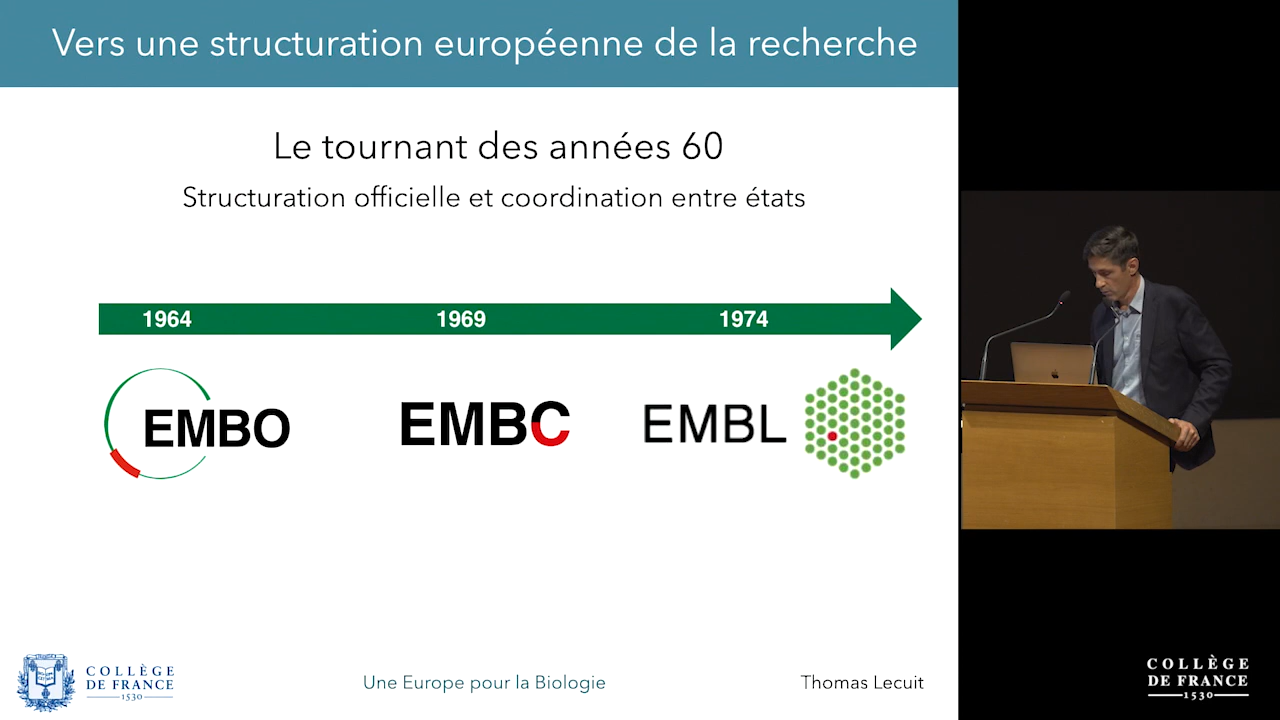 Vers une structuration européenne de la recherche
Le tournant des années 60
Structuration officielle et coordination entre états
1964 1969 1974
EMBO EMBC EMBL
COLLÈGE
DE FRANCE
1530
Une Europe pour la Biologie
Thomas Lecuit
COLLÈGE
DE FRANCE
1530